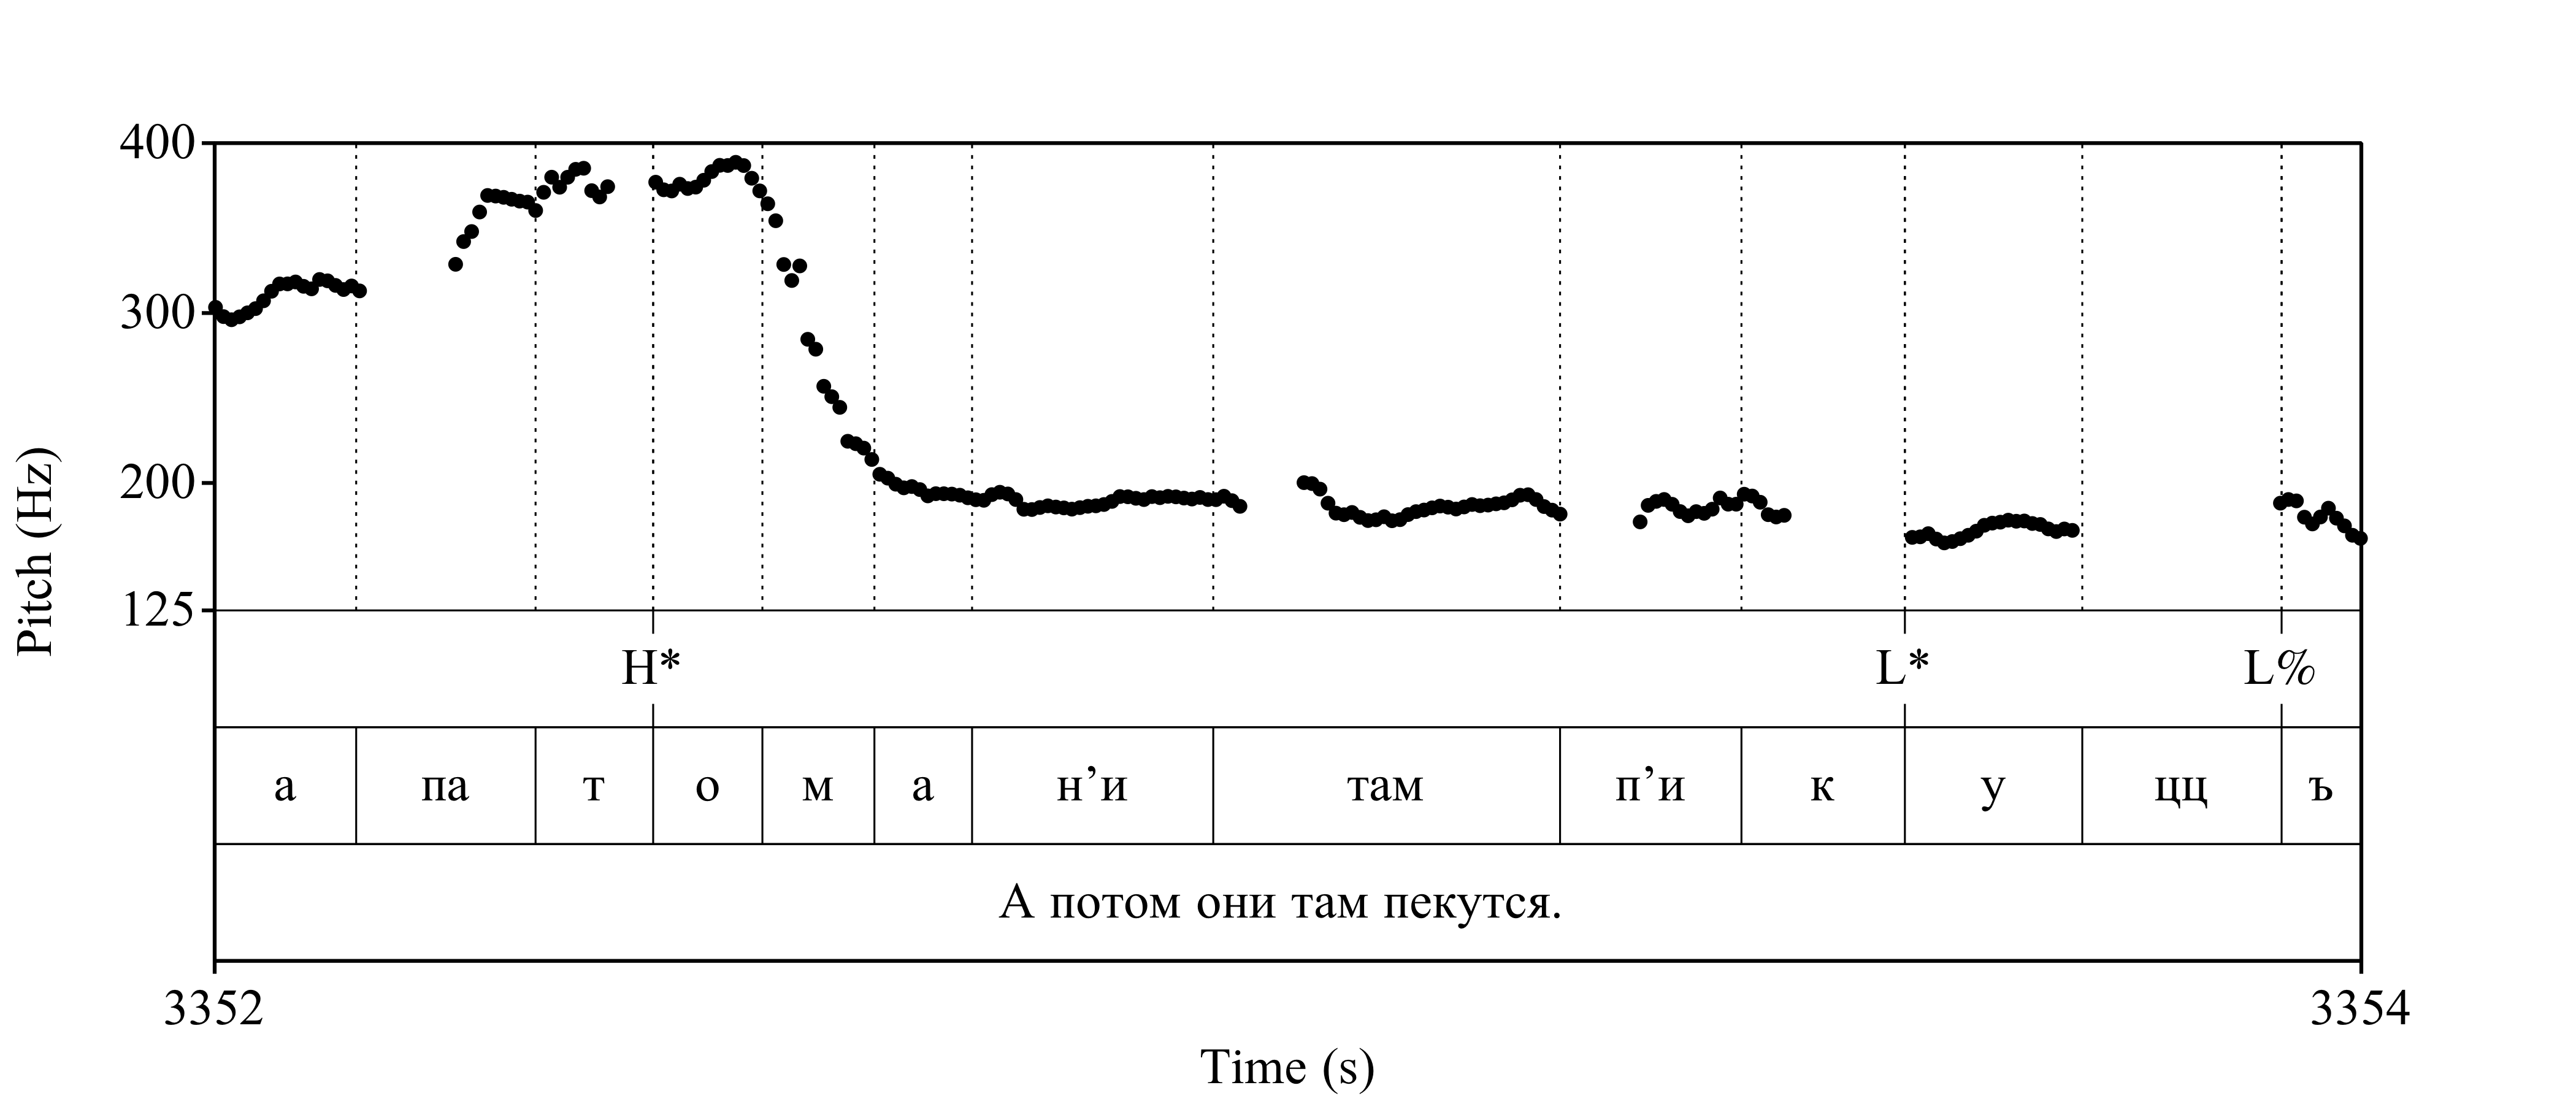 400
300
200
125
Pitch (Hz)
H* L* L%
а па т о м а н’и там п’и к у цц ъ
А потом они там пекутся.
3352 3354
Time (s)